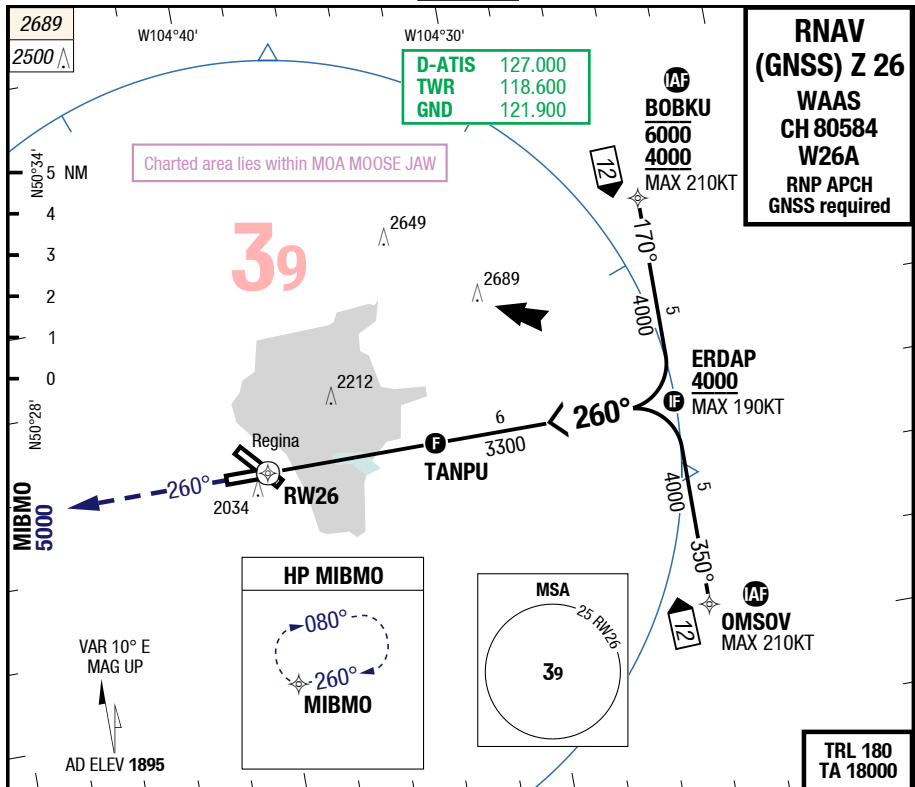 2689
2500
W104°40'
W104°30'
D-ATIS 127.000
TWR 118.600
GND 121.900
RNAV
(GNSS) Z 26
WAAS
CH 80584
W26A
RNP APCH
GNSS required
IAF
BOBKU
6000
4000
MAX 210KT
12
Charted area lies within MOA MOOSE JAW
N50°34'
5 NM
4
3
2
1
0
N50°28'
39
2649
2689
2212
170°
4000
5
ERDAP
4000
IF
MAX 190KT
260°
6
3300
F
TANPU
Regina
RW26
2034
260°
MIBMO
5000
4000
5
350°
12
IAF
OMSOV
MAX 210KT
HP MIBMO
080°
260°
MIBMO
MSA
25 RW26
39
VAR 10° E
MAG UP
AD ELEV 1895
TRL 180
TA 18000